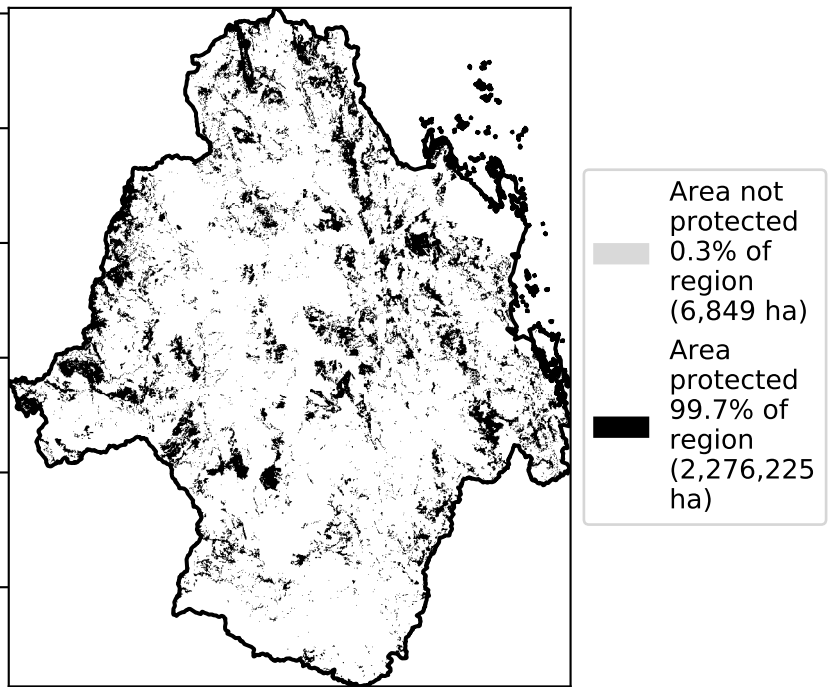 Area not
protected
0.3% of
region
(6,849 ha)
Area
protected
99.7% of
region
(2,276,225
ha)